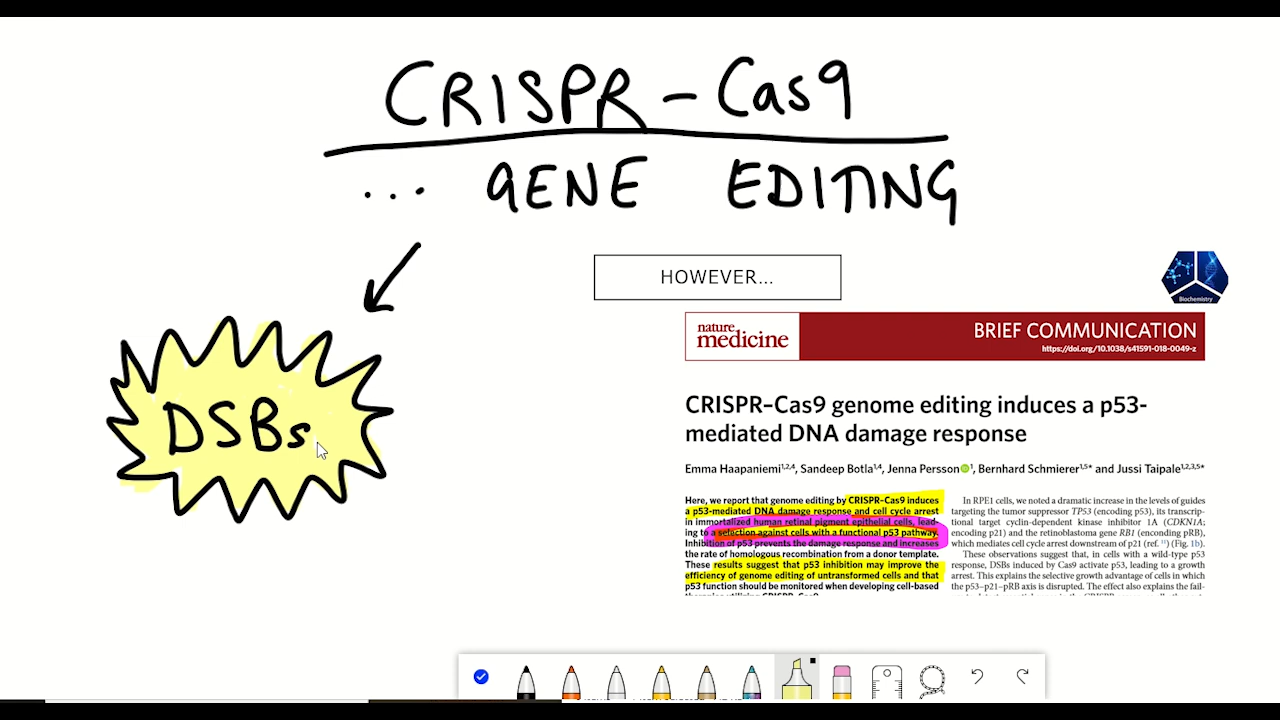 CRISPR-Cas9
... GENE EDITING
HOWEVER...
Biochemistry
nature
medicine
BRIEF COMMUNICATION
https://doi.org/10.1038/s41591-018-0049-z
DSBs
CRISPR–Cas9 genome editing induces a p53-
mediated DNA damage response
Emma Haapaniemi1,2,4, Sandeep Botla1,4, Jenna Persson1, Bernhard Schmierer1,5* and Jussi Taipale1,2,3,5*
Here, we report that genome editing by CRISPR–Cas9 induces
a p53-mediated DNA damage response and cell cycle arrest
in immortalized human retinal pigment epithelial cells, lead-
ing to a selection against cells with a functional p53 pathway.
Inhibition of p53 prevents the damage response and increases
the rate of homologous recombination from a donor template.
These results suggest that p53 inhibition may improve the
efficiency of genome editing of untransformed cells and that
p53 function should be monitored when developing cell-based
In RPE1 cells, we noted a dramatic increase in the levels of guides
targeting the tumor suppressor TP53 (encoding p53), its transcrip-
tional target cyclin-dependent kinase inhibitor 1A (CDKN1A;
encoding p21) and the retinoblastoma gene RB1 (encoding pRB),
which mediates cell cycle arrest downstream of p21 (ref. ) (Fig. 1b).
These observations suggest that, in cells with a wild-type p53
response, DSBs induced by Cas9 activate p53, leading to a growth
arrest. This explains the selective growth advantage of cells in which
the p53–p21–pRB axis is disrupted. The effect also explains the fail-